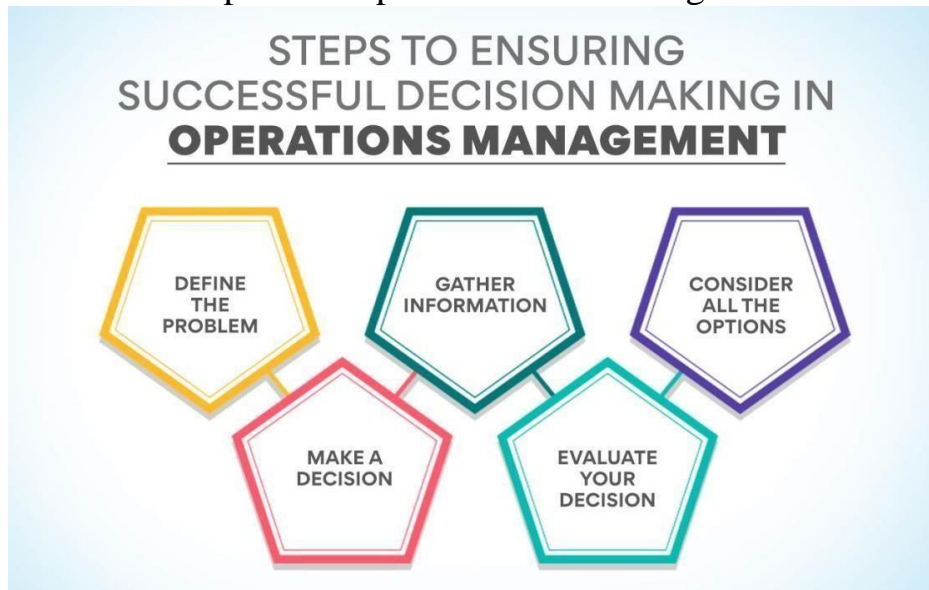 STEPS TO ENSURING
SUCCESSFUL DECISION MAKING IN
OPERATIONS MANAGEMENT
DEFINE
THE
PROBLEM
GATHER
INFORMATION
CONSIDER
ALL THE
OPTIONS
MAKE A
DECISION
EVALUATE
YOUR
DECISION